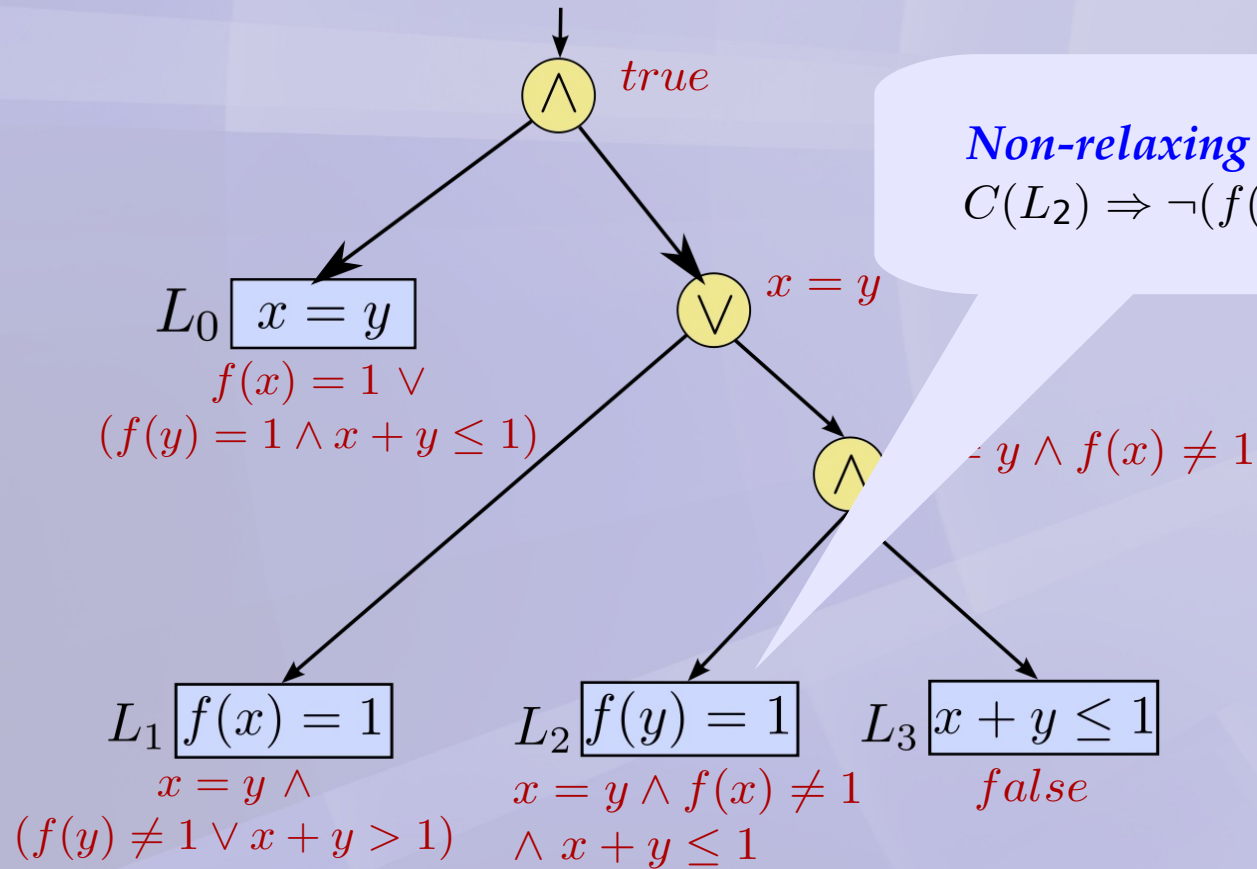 ∧ true
Non-relaxing
C(L₂) ⇒ ¬(f(
L₀ x = y
∨ x = y
f(x) = 1 ∨
(f(y) = 1 ∧ x + y ≤ 1)
∧ = y ∧ f(x) ≠ 1
L₁ f(x) = 1
L₂ f(y) = 1
L₃ x + y ≤ 1
x = y ∧
(f(y) ≠ 1 ∨ x + y > 1)
x = y ∧ f(x) ≠ 1
∧ x + y ≤ 1
false